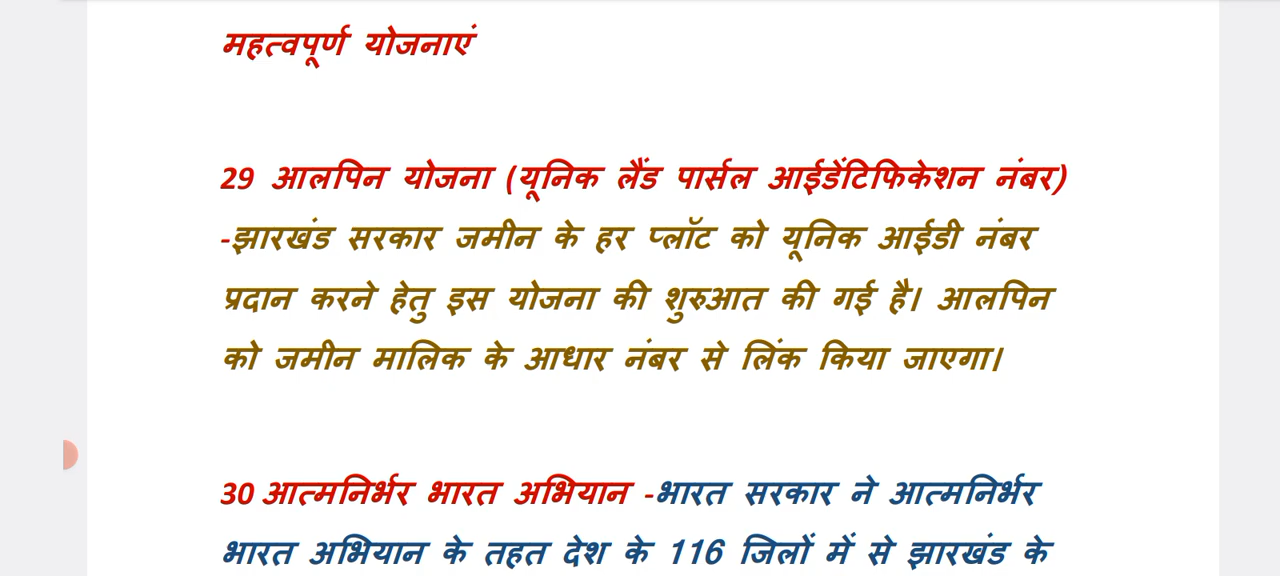 महत्वपूर्ण योजनाएं
29 आलपिन योजना (यूनिक लैंड पार्सल आईडेंटिफिकेशन नंबर)
-झारखंड सरकार जमीन के हर प्लॉट को यूनिक आईडी नंबर
प्रदान करने हेतु इस योजना की शुरुआत की गई है। आलपिन
को जमीन मालिक के आधार नंबर से लिंक किया जाएगा।
30 आत्मनिर्भर भारत अभियान -भारत सरकार ने आत्मनिर्भर
भारत अभियान के तहत देश के 116 जिलों में से झारखंड के